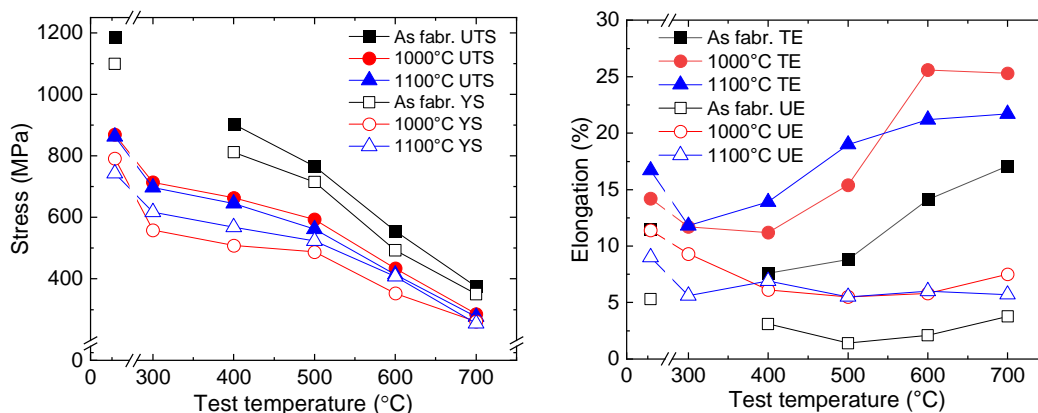 1200
1000
800
600
400
0
Stress (MPa)
As fabr. UTS
1000°C UTS
1100°C UTS
As fabr. YS
1000°C YS
1100°C YS
0 300 400 500 600 700
Test temperature (°C)
30
25
20
15
10
5
0
Elongation (%)
As fabr. TE
1000°C TE
1100°C TE
As fabr. UE
1000°C UE
1100°C UE
0 300 400 500 600 700
Test temperature (°C)